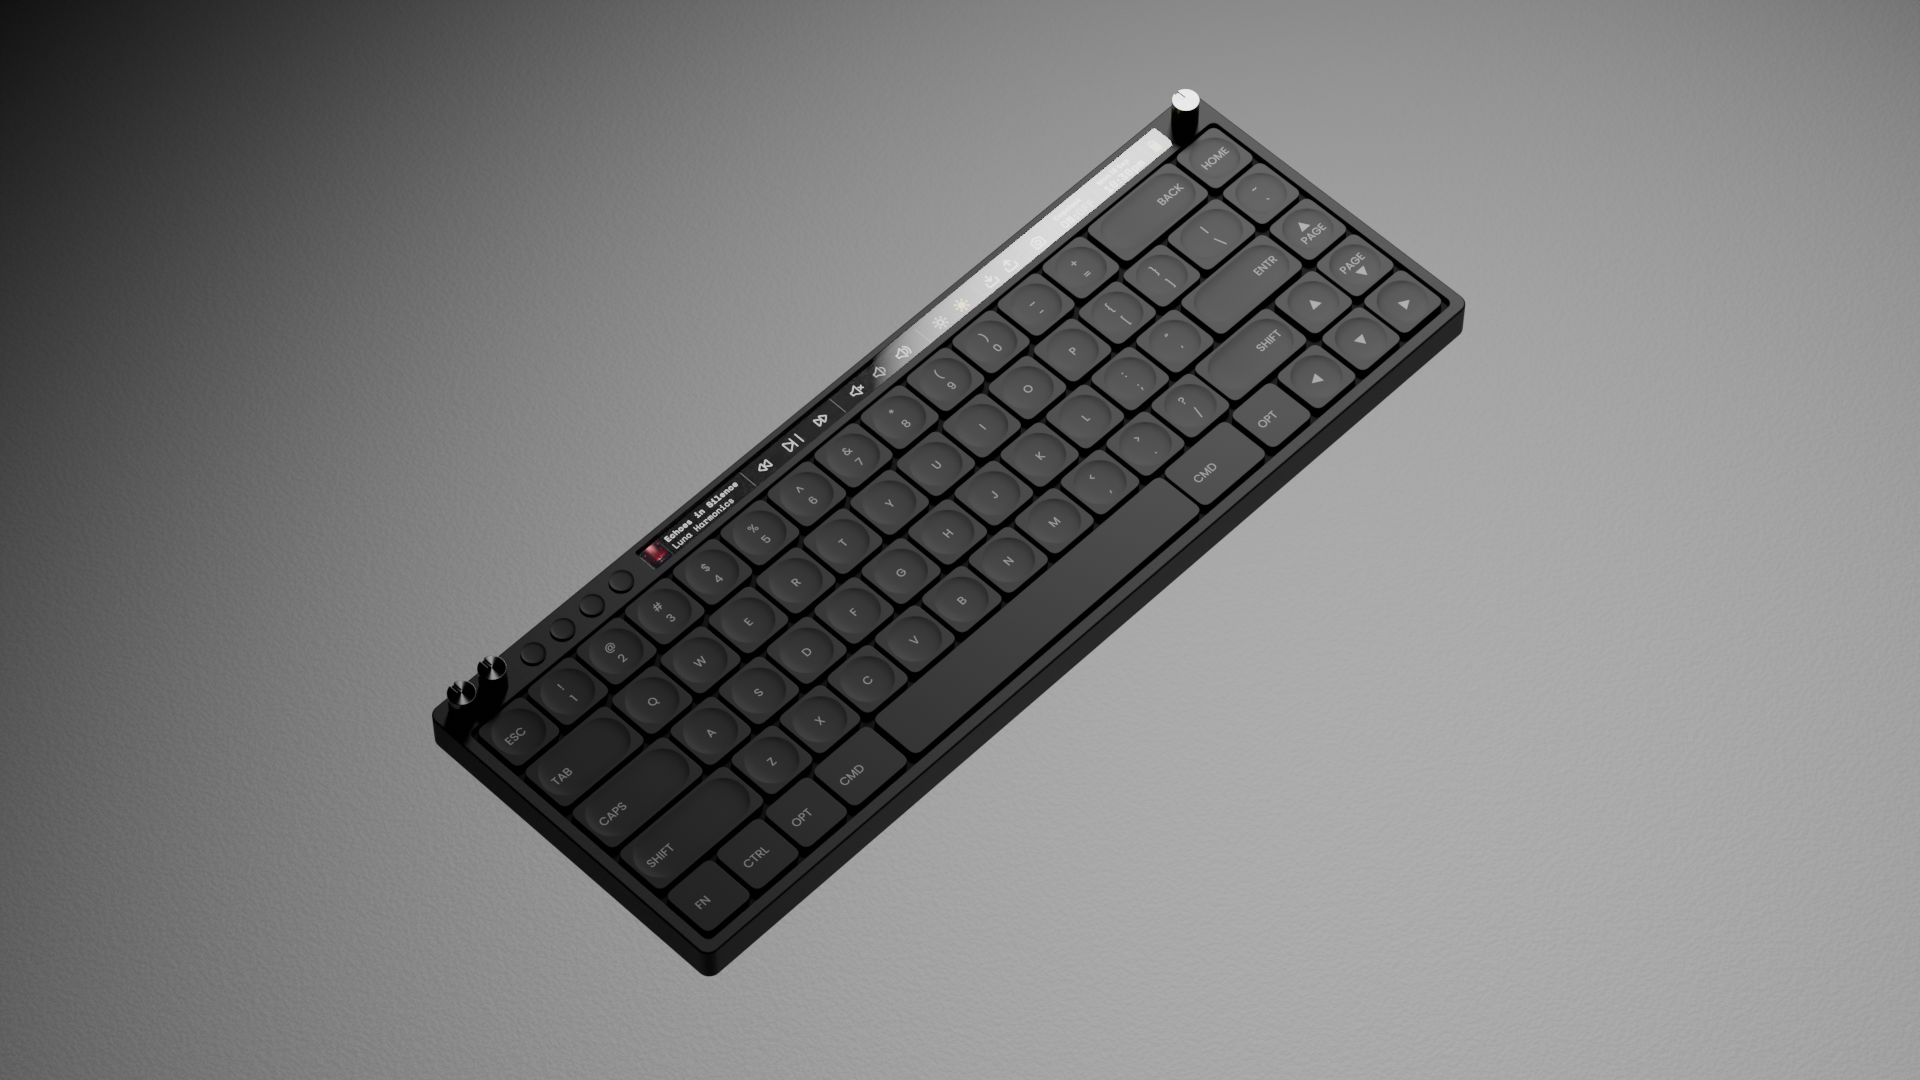 Echoes in Silence
Luna Harmonics
ESC
! 1
@ 2
# 3
$ 4
% 5
^ 6
& 7
* 8
( 9
) 0
- -
+ =
BACK
HOME
TAB
Q
W
E
R
T
Y
U
I
O
P
{ [
} ]
| \
~
CAPS
A
S
D
F
G
H
J
K
L
: ;
ENTR
▲ PAGE
SHIFT
Z
X
C
V
B
N
M
< ,
> .
? /
SHIFT
▲
PAGE ▼
FN
CTRL
OPT
CMD
CMD
OPT
◀
▼
▶